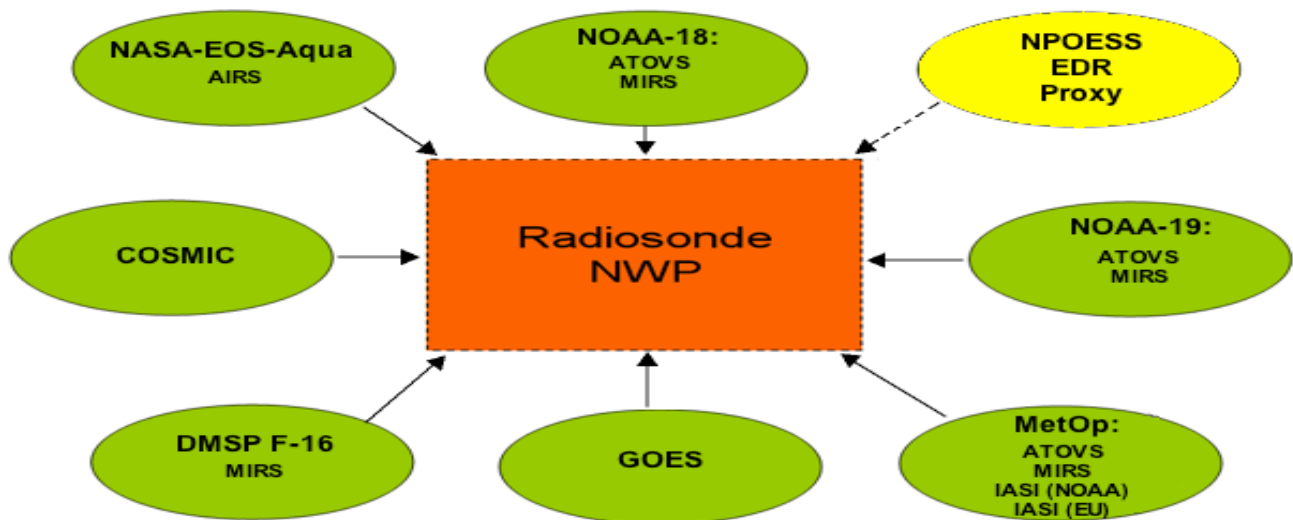 NASA-EOS-Aqua
AIRS
NOAA-18:
ATOVS
MIRS
NPOESS
EDR
Proxy
COSMIC
Radiosonde
NWP
NOAA-19:
ATOVS
MIRS
DMSP F-16
MIRS
GOES
MetOp:
ATOVS
MIRS
IASI (NOAA)
IASI (EU)